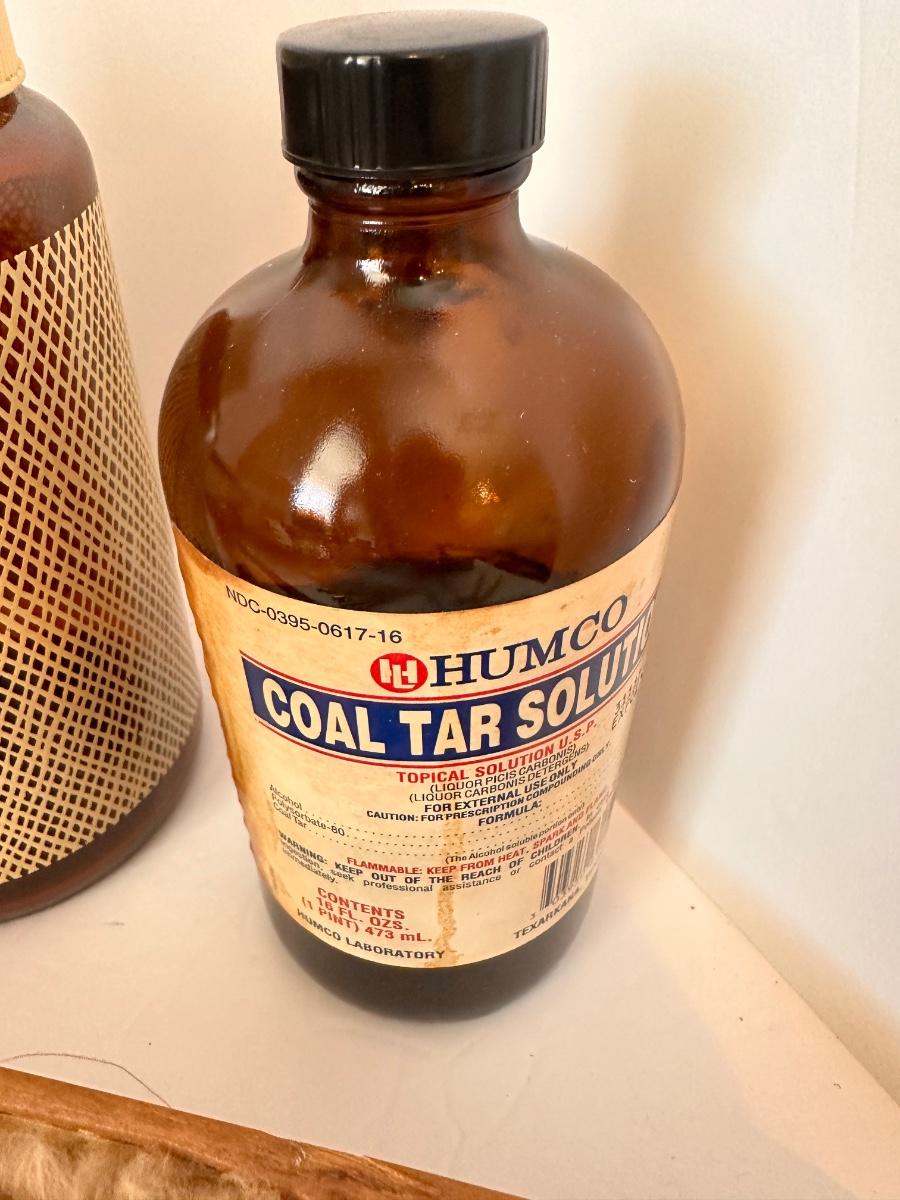 NDC-0395-0617-16
HUMCO
COAL TAR SOLUTI
TOPICAL SOLUTION U.S.P.
(LIQUOR PICIS CARBONIS)
(LIQUOR CARBONIS DETERGENS)
FOR EXTERNAL USE ONLY
CAUTION: FOR PRESCRIPTION COMPOUNDING ONLY.
FORMULA:
Alcohol
Polysorbate-80
Coal Tar
(The Alcohol soluble portion only)
FLAMMABLE: KEEP FROM HEAT, SPARK AND
WARNING: KEEP OUT OF THE REACH OF CHILDREN.
seek professional assistance or contact
immediately.
CONTENTS
16 FL. OZS.
(1 PINT) 473 mL.
HUMCO LABORATORY